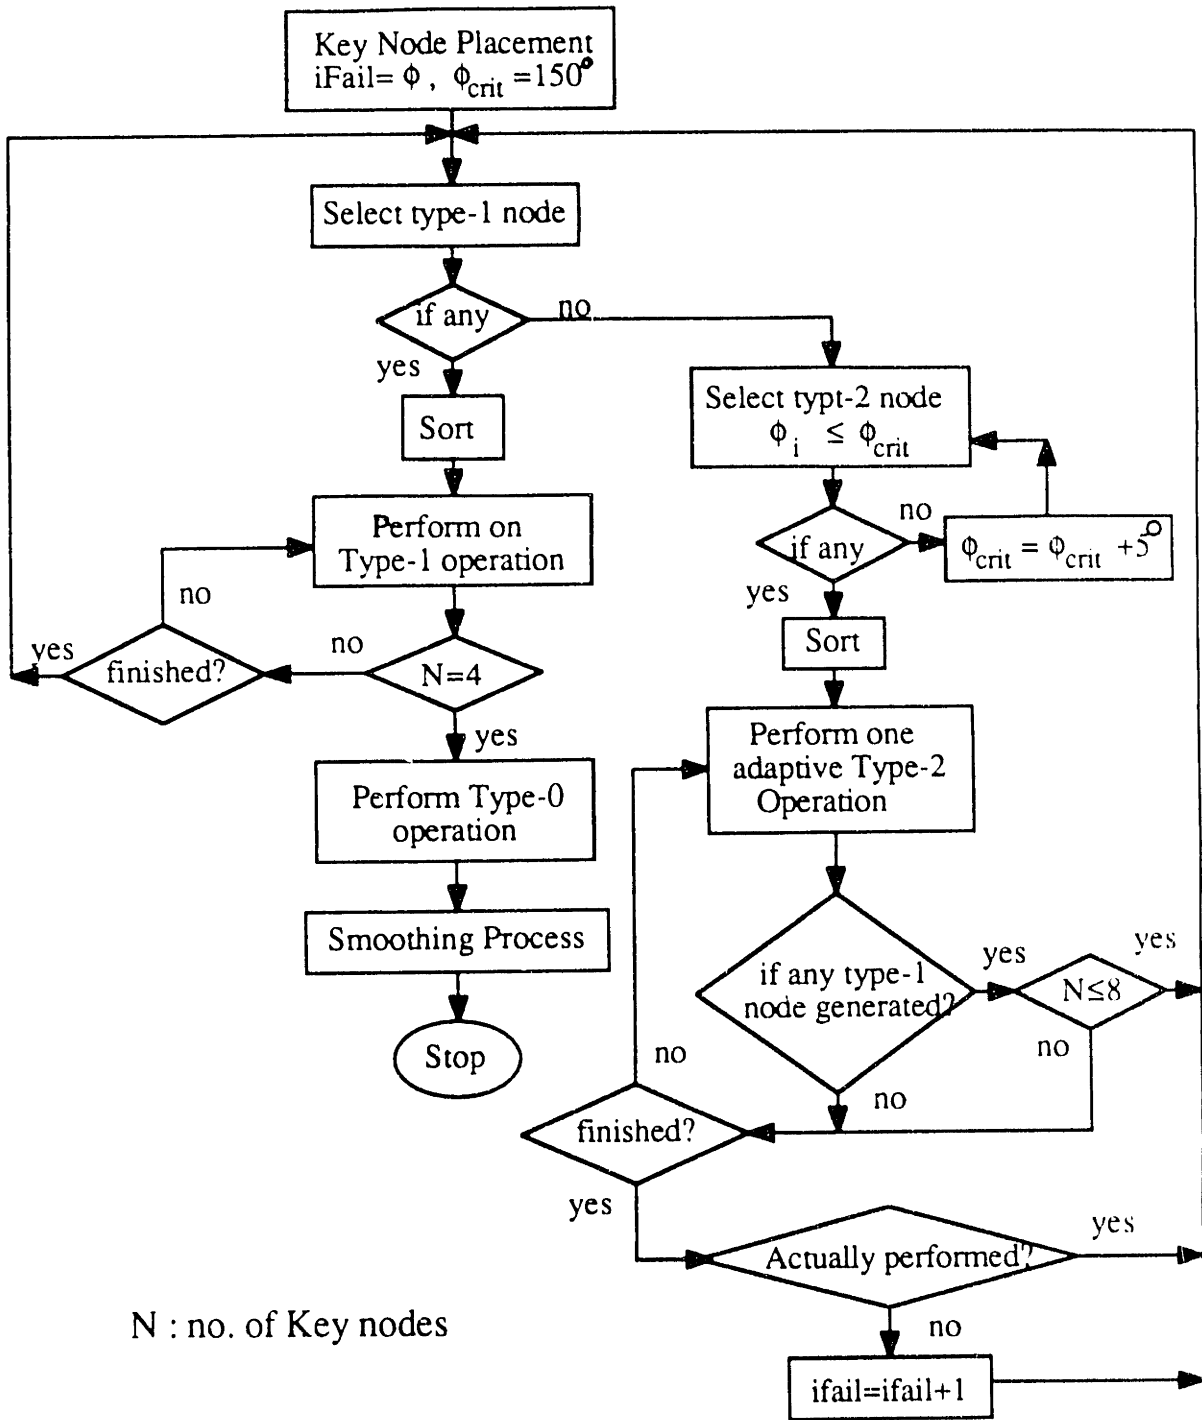 Key Node Placement
iFail= ϕ , ϕcrit =150°
Select type-1 node
if any
no
yes
Sort
Select typt-2 node
ϕi ≤ ϕcrit
Perform on
Type-1 operation
if any
no
ϕcrit = ϕcrit +5°
yes
no
Sort
yes
finished?
no
N=4
yes
Perform one
adaptive Type-2
Operation
Perform Type-0
operation
Smoothing Process
if any type-1
node generated?
yes
N≤8
yes
no
Stop
no
no
finished?
yes
Actually performed?
yes
no
N : no. of Key nodes
ifail=ifail+1